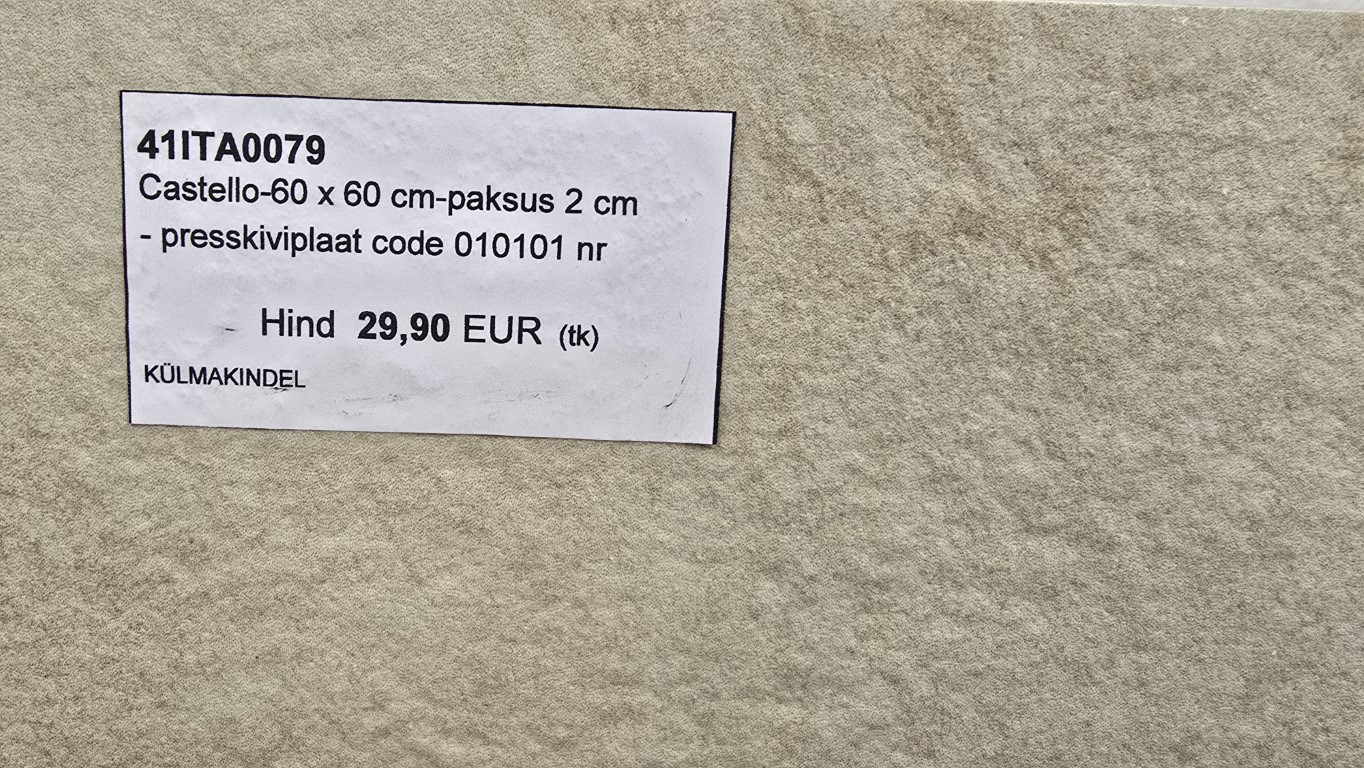 41ITA0079
Castello-60 x 60 cm-paksus 2 cm
- presskiviplaat code 010101 nr
Hind 29,90 EUR (tk)
KÜLMAKINDEL